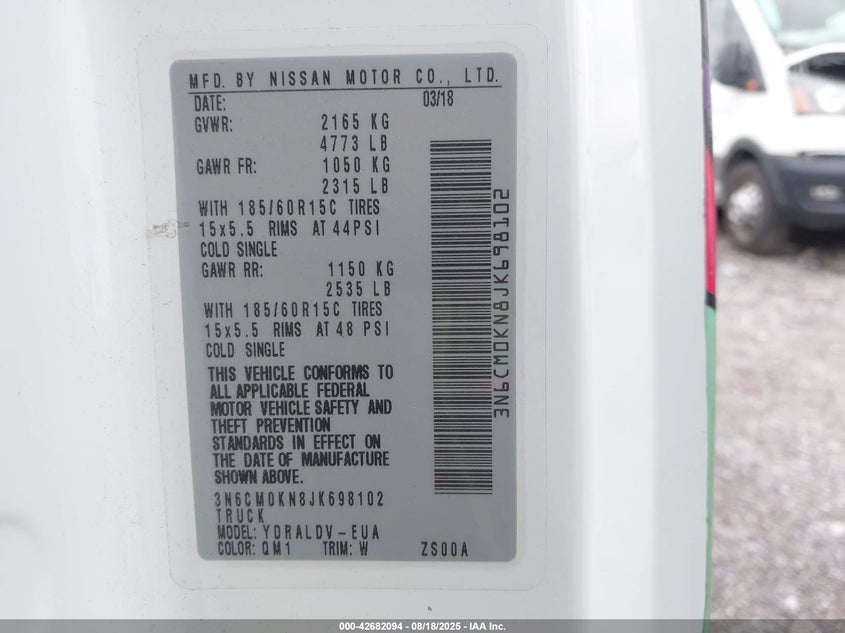 MFD. BY NISSAN MOTOR CO., LTD.
DATE: 03/18
GVWR: 2165 KG
4773 LB
GAWR FR: 1050 KG
2315 LB
WITH 185/60R15C TIRES
15x5.5 RIMS AT 44PSI
COLD SINGLE
GAWR RR: 1150 KG
2535 LB
WITH 185/60R15C TIRES
15x5.5 RIMS AT 48 PSI
COLD SINGLE
THIS VEHICLE CONFORMS TO
ALL APPLICABLE FEDERAL
MOTOR VEHICLE SAFETY AND
THEFT PREVENTION
STANDARDS IN EFFECT ON
THE DATE OF MANUFACTURE
SHOWN ABOVE.
3N6CM0KN8JK698102
TRUCK
MODEL: YDRALDV-EUA
COLOR: QM1 TRIM: W ZS00A
3N6CM0KN8JK698102
000-42682094 - 08/18/2025 - IAA Inc.